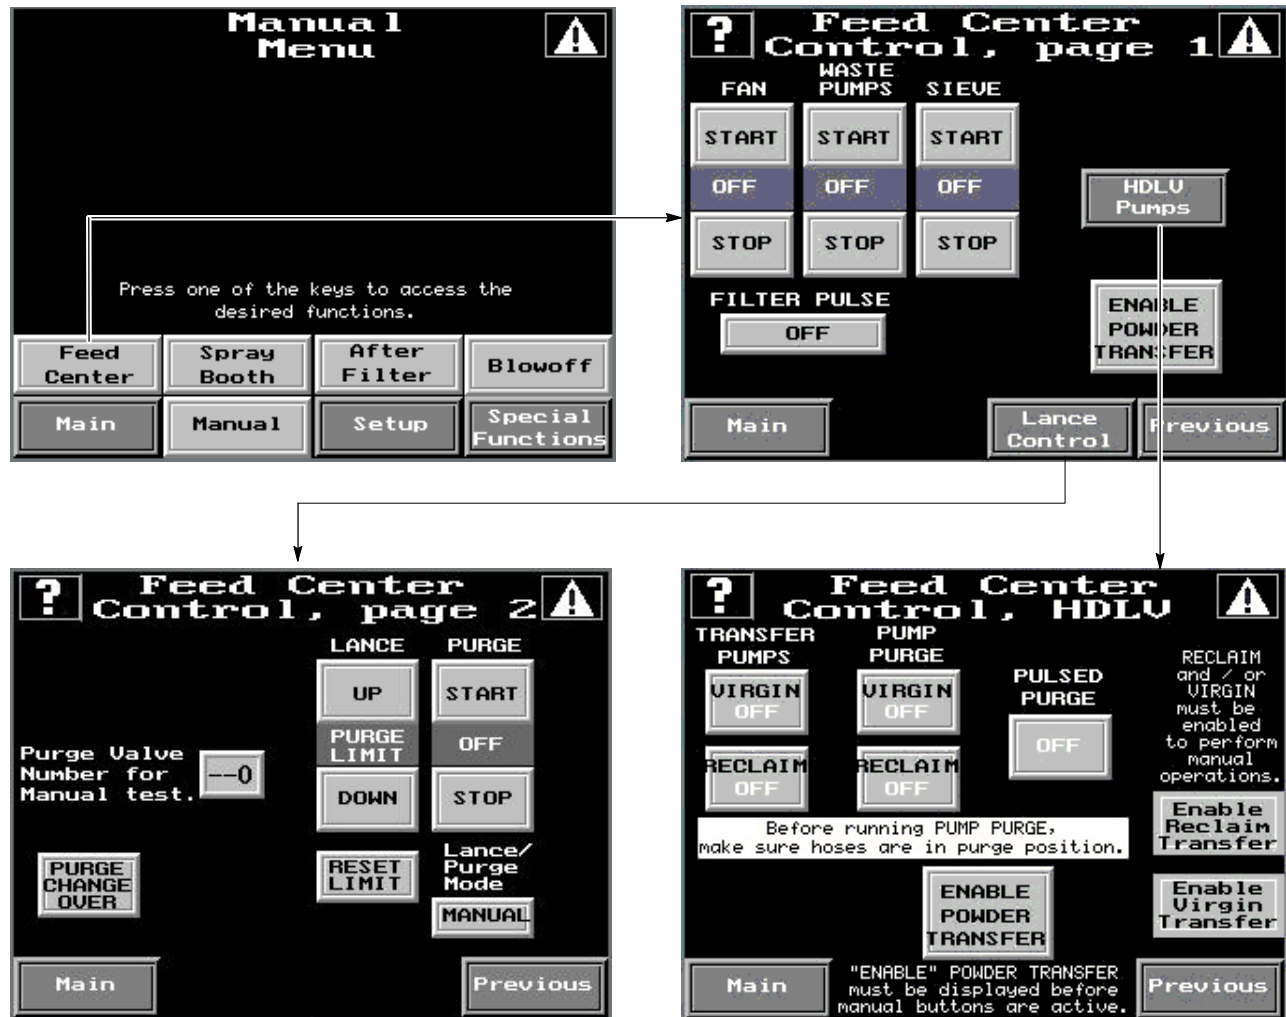 Manual
Menu
Press one of the keys to access the
desired functions.
Feed
Center
Spray
Booth
After
Filter
Blowoff
Main
Manual
Setup
Special
Functions
?
Feed Center
Control, page 1
FAN
WASTE
PUMPS
SIEVE
START
START
START
OFF
OFF
OFF
STOP
STOP
STOP
HDLV
Pumps
FILTER PULSE
OFF
ENABLE
POWDER
TRANSFER
Main
Lance
Control
Previous
?
Feed Center
Control, page 2
LANCE
PURGE
UP
START
PURGE
LIMIT
OFF
DOWN
STOP
Purge Valve
Number for
Manual test.
--0
PURGE
CHANGE
OVER
RESET
LIMIT
Lance/
Purge
Mode
MANUAL
Main
Previous
?
Feed Center
Control, HDLV
TRANSFER
PUMPS
PUMP
PURGE
PULSED
PURGE
VIRGIN
OFF
VIRGIN
OFF
OFF
RECLAIM
OFF
RECLAIM
OFF
RECLAIM
and / or
VIRGIN
must be
enabled
to perform
manual
operations.
Before running PUMP PURGE,
make sure hoses are in purge position.
Enable
Reclaim
Transfer
Enable
Virgin
Transfer
ENABLE
POWDER
TRANSFER
Main
"ENABLE" POWDER TRANSFER
must be displayed before
manual buttons are active.
Previous